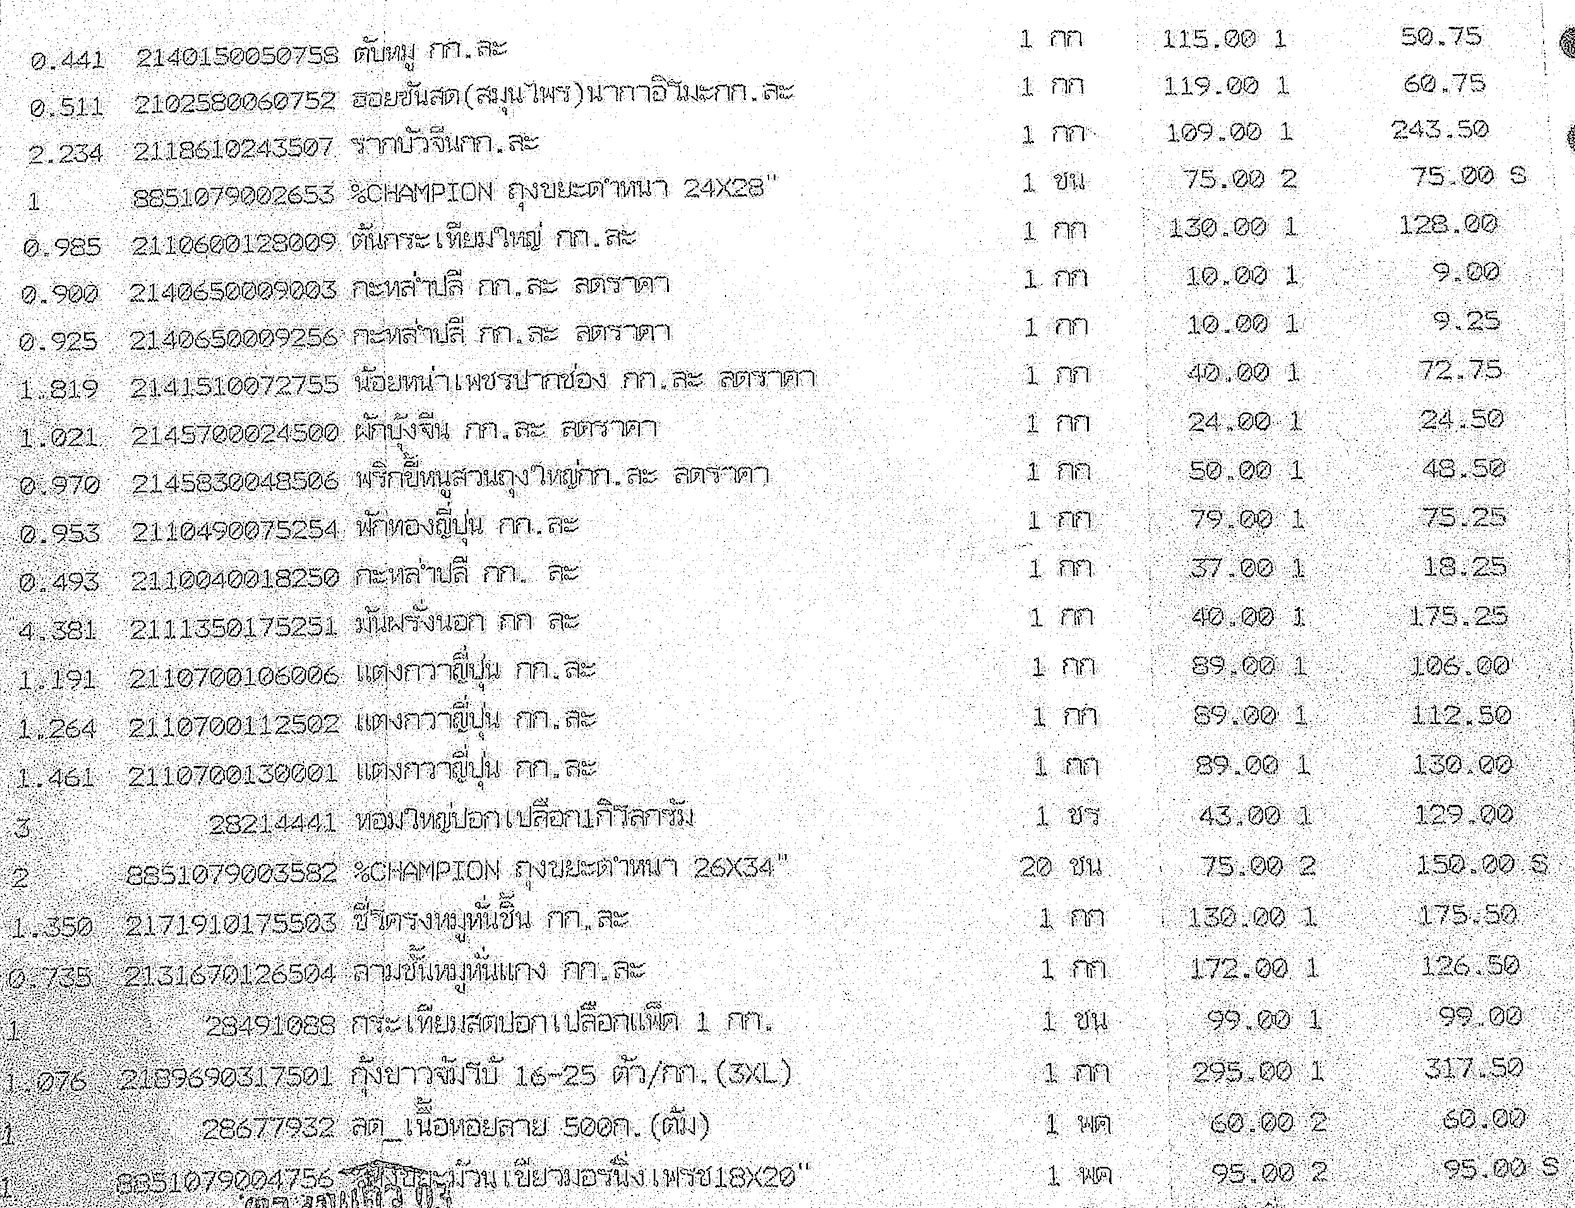 0.441 2140150050758 ตับหมู กก.ละ 1 กก 115.00 1 50.75
0.511 2102580060752 ฮอยชันสด(สมุนไพร)นากาอิโมะกก.ละ 1 กก 119.00 1 60.75
2.234 2118610243507 รากบัวจีนกก.ละ 1 กก 109.00 1 243.50
1 8851079002653 %CHAMPION ถุงขยะดำหนา 24X28" 1 ชน 75.00 2 75.00 S
0.985 2110600128009 ต้นกระเทียมใหญ่ กก.ละ 1 กก 130.00 1 128.00
0.900 2140650009003 กะหล่ำปลี กก.ละ ลดราคา 1 กก 10.00 1 9.00
0.925 2140650009256 กะหล่ำปลี กก.ละ ลดราคา 1 กก 10.00 1 9.25
1.819 2141510072755 น้อยหน่าเพชรปากช่อง กก.ละ ลดราคา 1 กก 40.00 1 72.75
1.021 2145700024500 ผักบุ้งจีน กก.ละ ลดราคา 1 กก 24.00 1 24.50
0.970 2145830048506 พริกขี้หนูสวนถุงใหญ่กก.ละ ลดราคา 1 กก 50.00 1 48.50
0.953 2110490075254 ฟักทองญี่ปุ่น กก.ละ 1 กก 79.00 1 75.25
0.493 2110040018250 กะหล่ำปลี กก. ละ 1 กก 37.00 1 18.25
4.381 2111350175251 มันฝรั่งนอก กก ละ 1 กก 40.00 1 175.25
1.191 2110700106006 แตงกวาญี่ปุ่น กก.ละ 1 กก 89.00 1 106.00
1.264 2110700112502 แตงกวาญี่ปุ่น กก.ละ 1 กก 89.00 1 112.50
1.461 2110700130001 แตงกวาญี่ปุ่น กก.ละ 1 กก 89.00 1 130.00
3 28214441 หอมใหญ่ปอกเปลือก1กิโลกรัม 1 ชร 43.00 1 129.00
2 8851079003582 %CHAMPION ถุงขยะดำหนา 26X34" 20 ชน 75.00 2 150.00 S
1.350 2171910175503 ซี่โครงหมูหั่นชิ้น กก.ละ 1 กก 130.00 1 175.50
0.735 2131670126504 สามชั้นหมูหั่นแกง กก.ละ 1 กก 172.00 1 126.50
1 28491088 กระเทียมสดปอกเปลือกแพ็ค 1 กก. 1 ชน 99.00 1 99.00
1.076 2189690317501 กุ้งขาวจัมโบ้ 16-25 ตัว/กก.(3XL) 1 กก 295.00 1 317.50
1 28677932 ลด_เนื้อหอยลาย 500ก.(ต้ม) 1 พค 60.00 2 60.00
1 8851079004756 ถุงขยะม้วนเขียวมอร์นิ่งเฟรช18X20" 1 พค 95.00 2 95.00 S